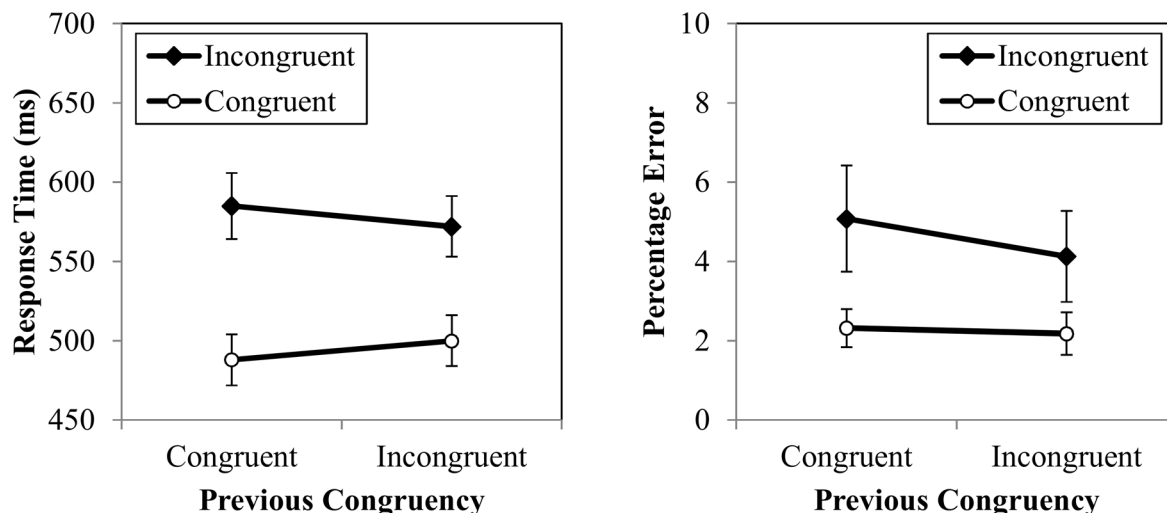 Response Time (ms)
700
650
600
550
500
450
Incongruent
Congruent
Congruent
Incongruent
Previous Congruency
Percentage Error
10
8
6
4
2
0
Incongruent
Congruent
Congruent
Incongruent
Previous Congruency